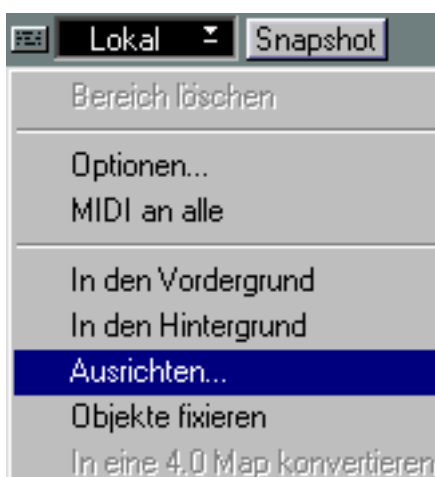 Lokal Snapshot
Bereich löschen
Optionen...
MIDI an alle
In den Vordergrund
In den Hintergrund
Ausrichten...
Objekte fixieren
In eine 4.0 Map konvertieren